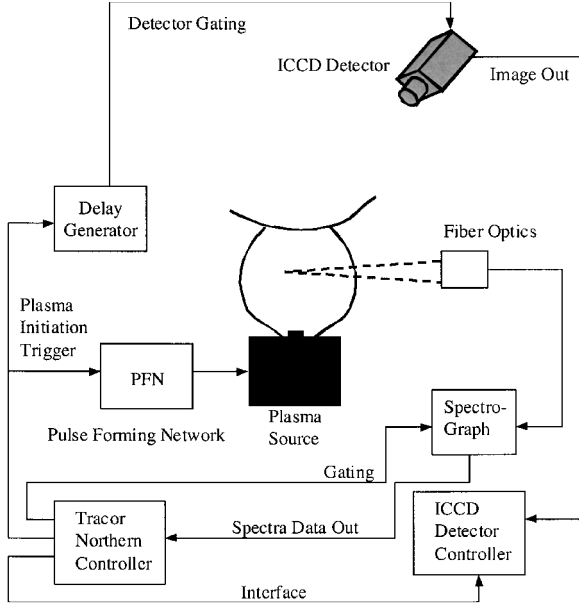 Detector Gating
ICCD Detector
Image Out
Delay
Generator
Fiber Optics
Plasma
Initiation
Trigger
PFN
Plasma
Source
Pulse Forming Network
Spectro-
Graph
Gating
Tracor
Northern
Controller
Spectra Data Out
ICCD
Detector
Controller
Interface